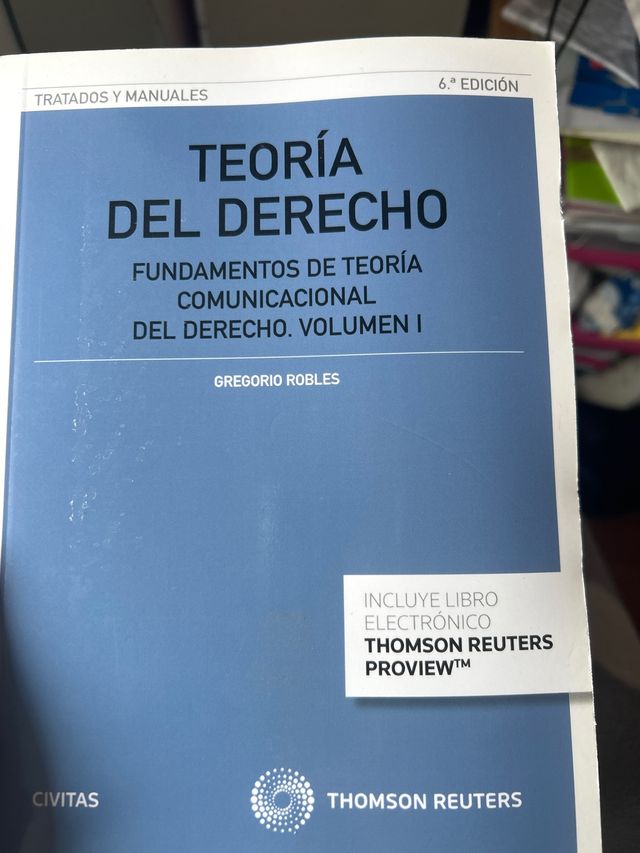 TRATADOS Y MANUALES
6.ª EDICIÓN
TEORÍA
DEL DERECHO
FUNDAMENTOS DE TEORÍA
COMUNICACIONAL
DEL DERECHO. VOLUMEN I
GREGORIO ROBLES
INCLUYE LIBRO
ELECTRÓNICO
THOMSON REUTERS
PROVIEW™
CIVITAS
THOMSON REUTERS